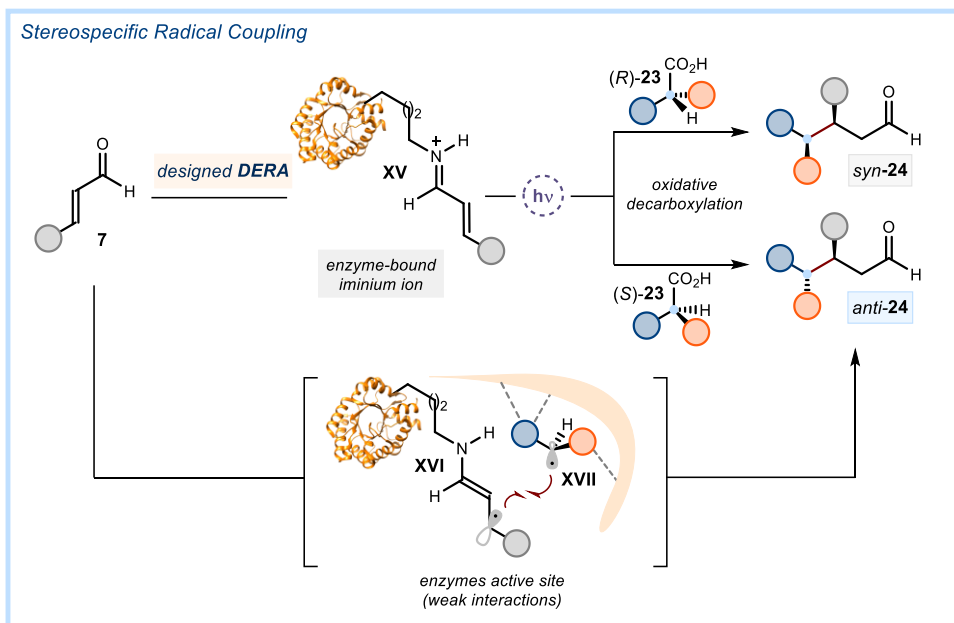 Stereospecific Radical Coupling
O
H
7
designed DERA
XV
( )2
N
+
H
H
enzyme-bound
iminium ion
hν
oxidative
decarboxylation
(R)-23
CO2H
H
O
H
syn-24
(S)-23
CO2H
H
O
H
anti-24
( )2
XVI
N
H
H
H
XVII
enzymes active site
(weak interactions)